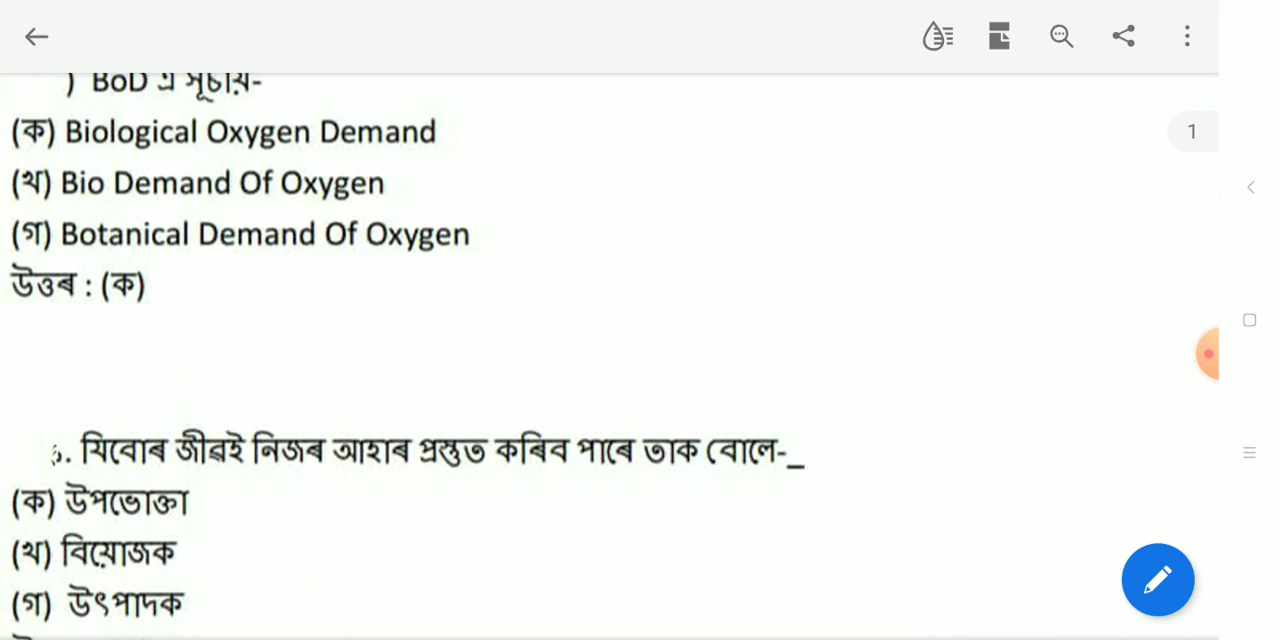 ) BoD এ সূচায়-
(ক) Biological Oxygen Demand
1
(খ) Bio Demand Of Oxygen
(গ) Botanical Demand Of Oxygen
উত্তৰ : (ক)
. যিবোৰ জীৱই নিজৰ আহাৰ প্ৰস্তুত কৰিব পাৰে তাক বোলে-_
(ক) উপভোক্তা
(খ) বিয়োজক
(গ) উৎপাদক